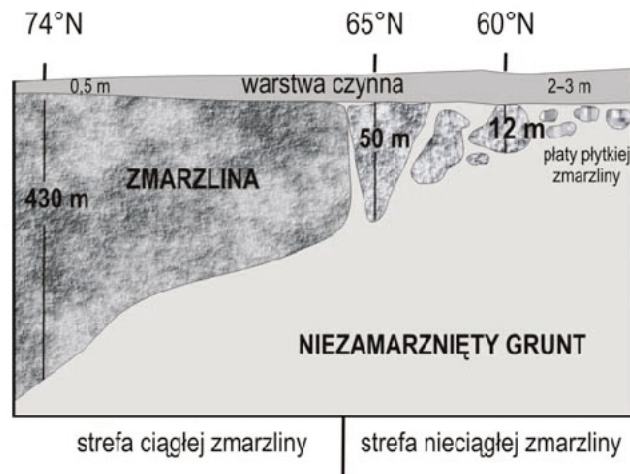 74°N 65°N 60°N
0,5 m warstwa czynna 2–3 m
50 m 12 m
płaty płytkiej
zmarzliny
ZMARZLINA
430 m
NIEZAMARZNIĘTY GRUNT
strefa ciągłej zmarzliny strefa nieciągłej zmarzliny